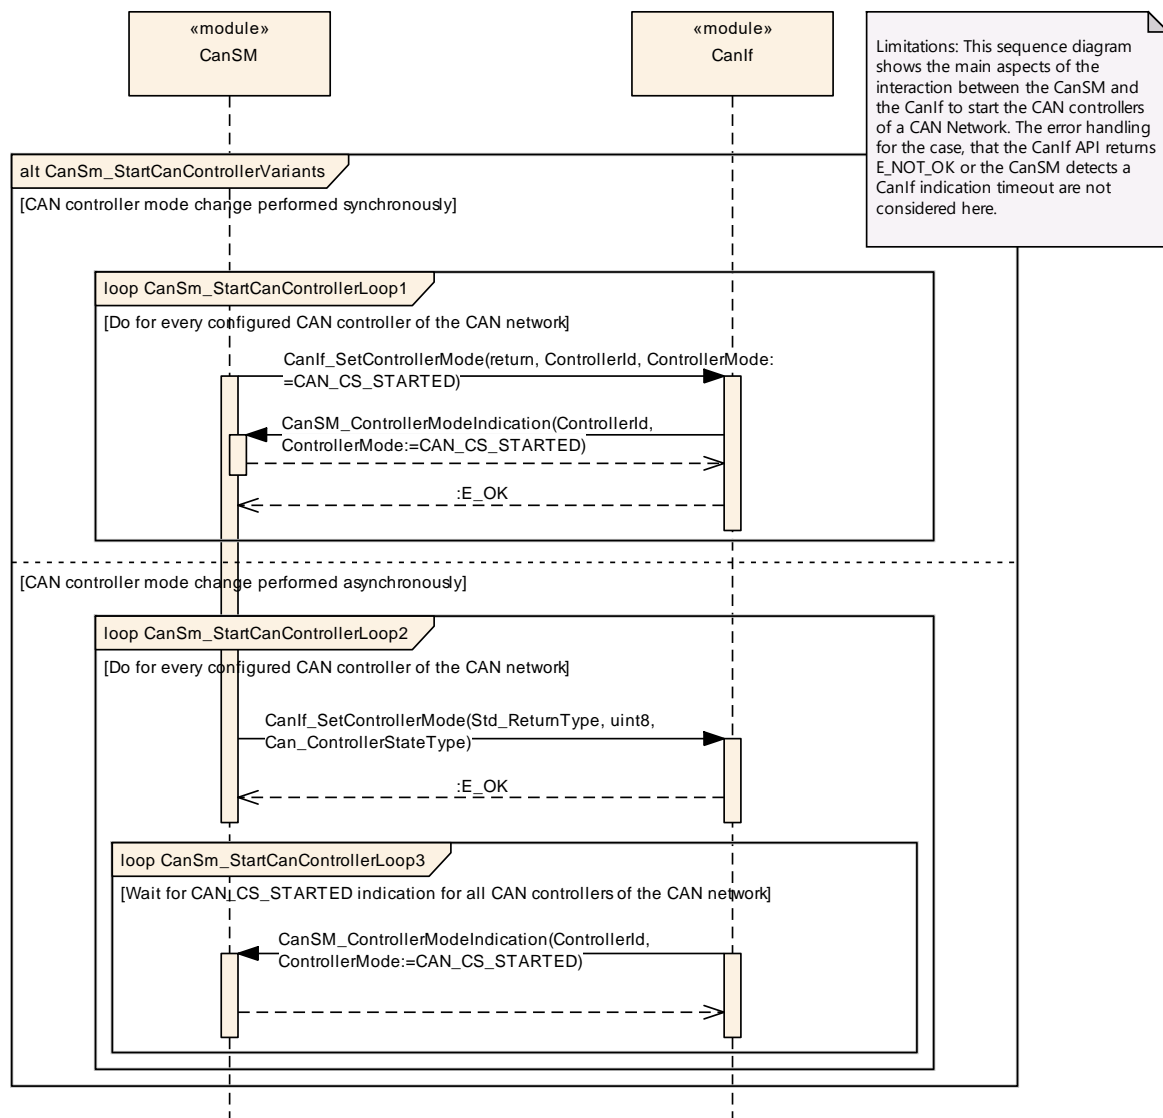 «module»
CanSM
«module»
CanIf
Limitations: This sequence diagram
shows the main aspects of the
interaction between the CanSM and
the CanIf to start the CAN controllers
of a CAN Network. The error handling
for the case, that the CanIf API returns
E_NOT_OK or the CanSM detects a
CanIf indication timeout are not
considered here.
alt CanSm_StartCanControllerVariants
[CAN controller mode change performed synchronously]
loop CanSm_StartCanControllerLoop1
[Do for every configured CAN controller of the CAN network]
CanIf_SetControllerMode(return, ControllerId, ControllerMode:
=CAN_CS_STARTED)
CanSM_ControllerModeIndication(ControllerId,
ControllerMode:=CAN_CS_STARTED)
:E_OK
[CAN controller mode change performed asynchronously]
loop CanSm_StartCanControllerLoop2
[Do for every configured CAN controller of the CAN network]
CanIf_SetControllerMode(Std_ReturnType, uint8,
Can_ControllerStateType)
:E_OK
loop CanSm_StartCanControllerLoop3
[Wait for CAN_CS_STARTED indication for all CAN controllers of the CAN network]
CanSM_ControllerModeIndication(ControllerId,
ControllerMode:=CAN_CS_STARTED)